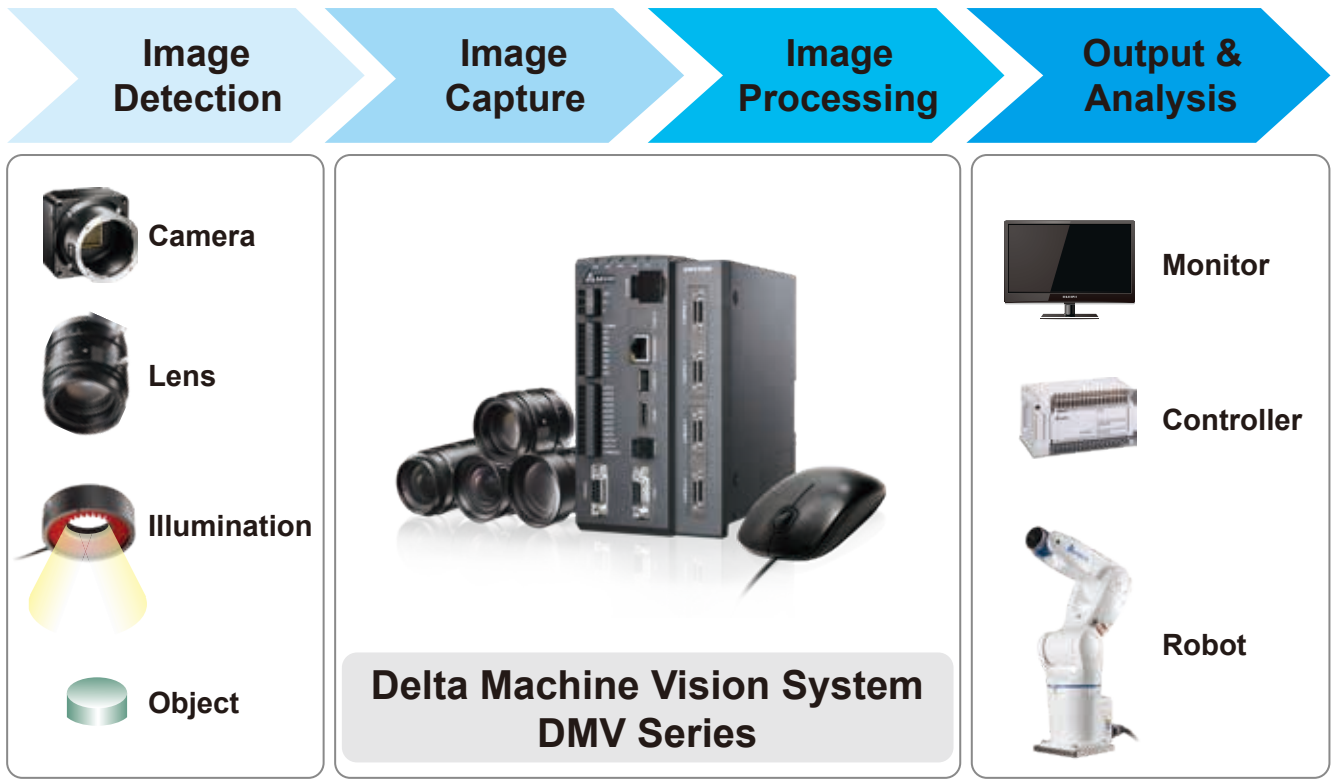 Image
Detection
Image
Capture
Image
Processing
Output &
Analysis
Camera
Lens
Illumination
Object
Delta Machine Vision System
DMV Series
Monitor
Controller
Robot